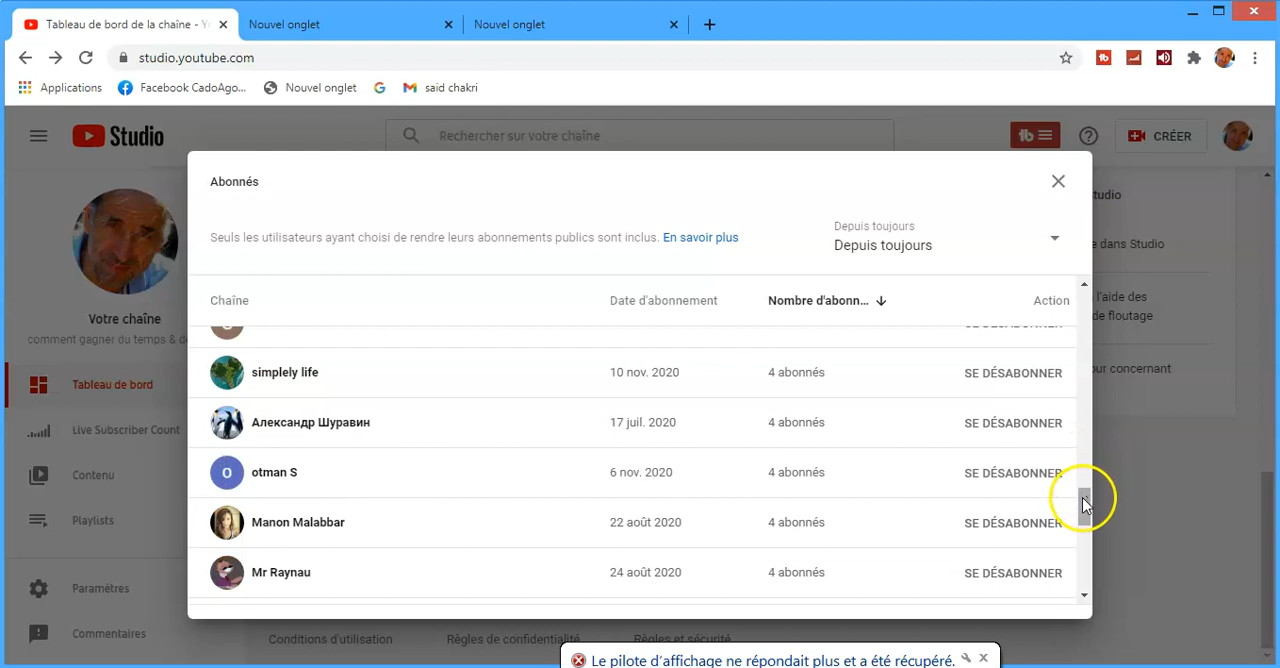 Tableau de bord de la chaîne - Y
Nouvel onglet
Nouvel onglet
studio.youtube.com
Applications
Facebook CadoAgo...
Nouvel onglet
said chakri
Studio
Rechercher sur votre chaîne
CRÉER
Abonnés
Seuls les utilisateurs ayant choisi de rendre leurs abonnements publics sont inclus. En savoir plus
Depuis toujours
Depuis toujours
Chaîne
Date d'abonnement
Nombre d'abonn...
Action
SE DÉSABONNER
simplely life
10 nov. 2020
4 abonnés
SE DÉSABONNER
Александр Шуравин
17 juil. 2020
4 abonnés
SE DÉSABONNER
O
otman S
6 nov. 2020
4 abonnés
SE DÉSABONNER
Manon Malabbar
22 août 2020
4 abonnés
SE DÉSABONNER
Mr Raynau
24 août 2020
4 abonnés
SE DÉSABONNER
Votre chaîne
comment gagner du temps & d
Tableau de bord
Live Subscriber Count
Contenu
Playlists
Paramètres
Commentaires
tudio
e dans Studio
l'aide des
de floutage
our concernant
Conditions d'utilisation
Règles de confidentialité
Règles et sécurité
Le pilote d'affichage ne répondait plus et a été récupéré.